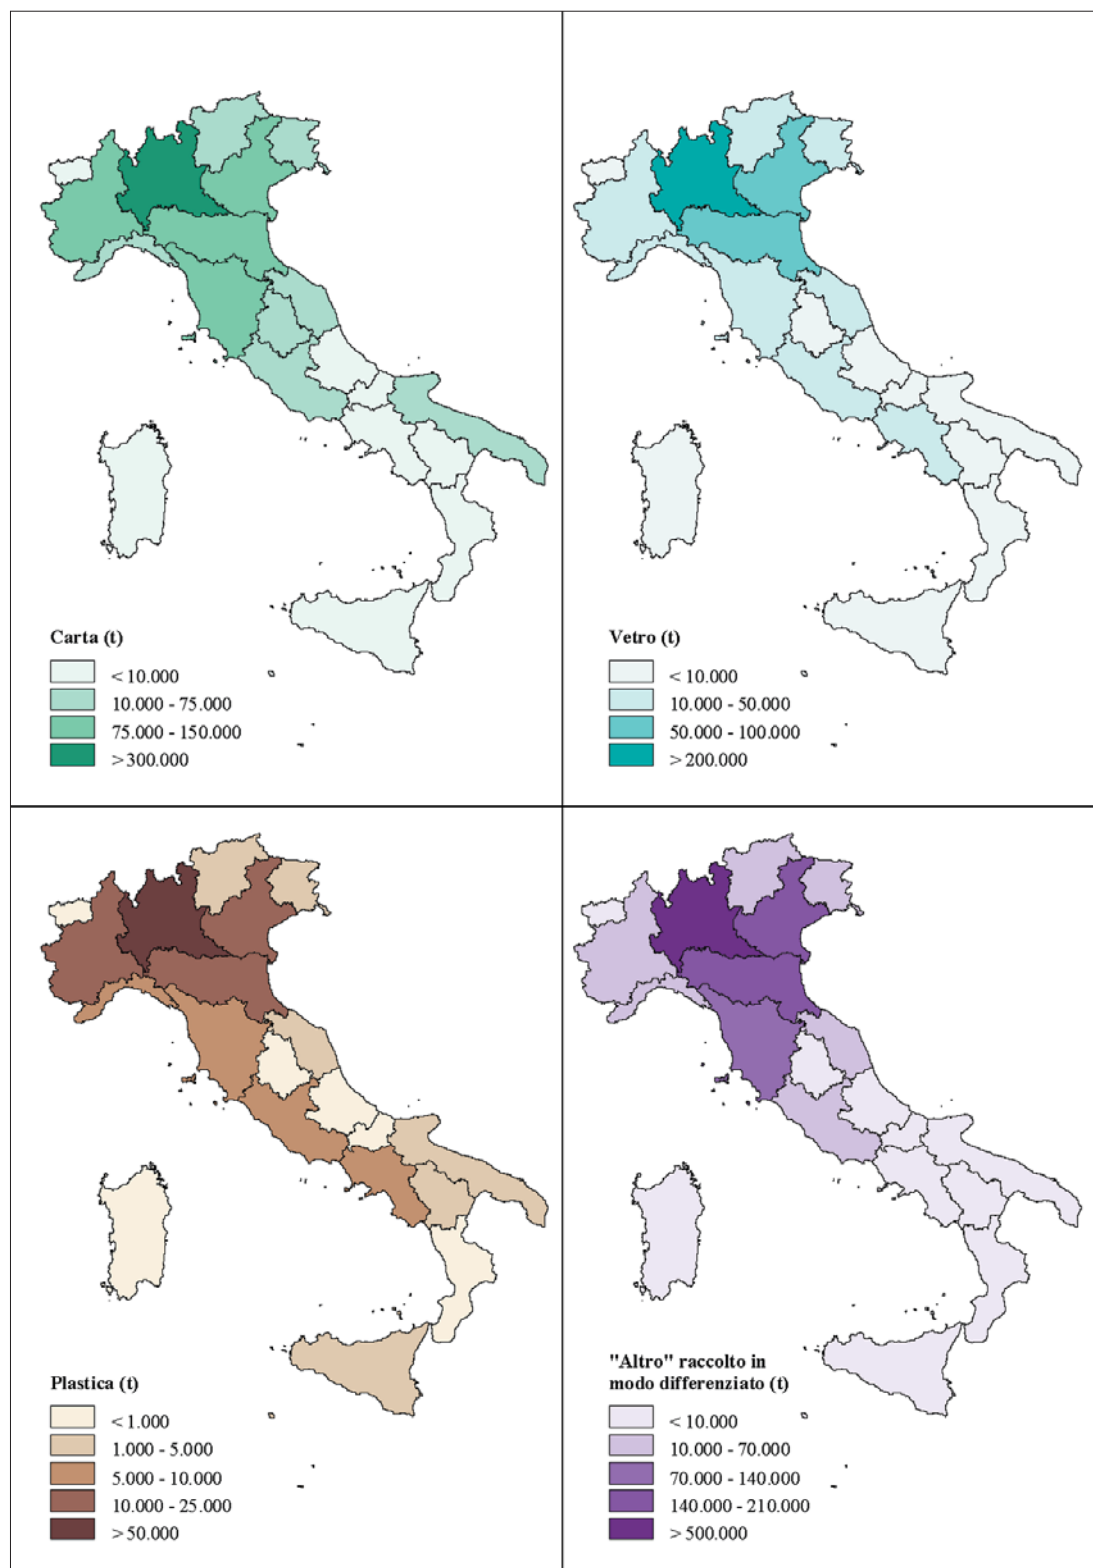 Carta (t)
< 10.000
10.000 - 75.000
75.000 - 150.000
> 300.000
Vetro (t)
< 10.000
10.000 - 50.000
50.000 - 100.000
> 200.000
Plastica (t)
< 1.000
1.000 - 5.000
5.000 - 10.000
10.000 - 25.000
> 50.000
"Altro" raccolto in
modo differenziato (t)
< 10.000
10.000 - 70.000
70.000 - 140.000
140.000 - 210.000
> 500.000